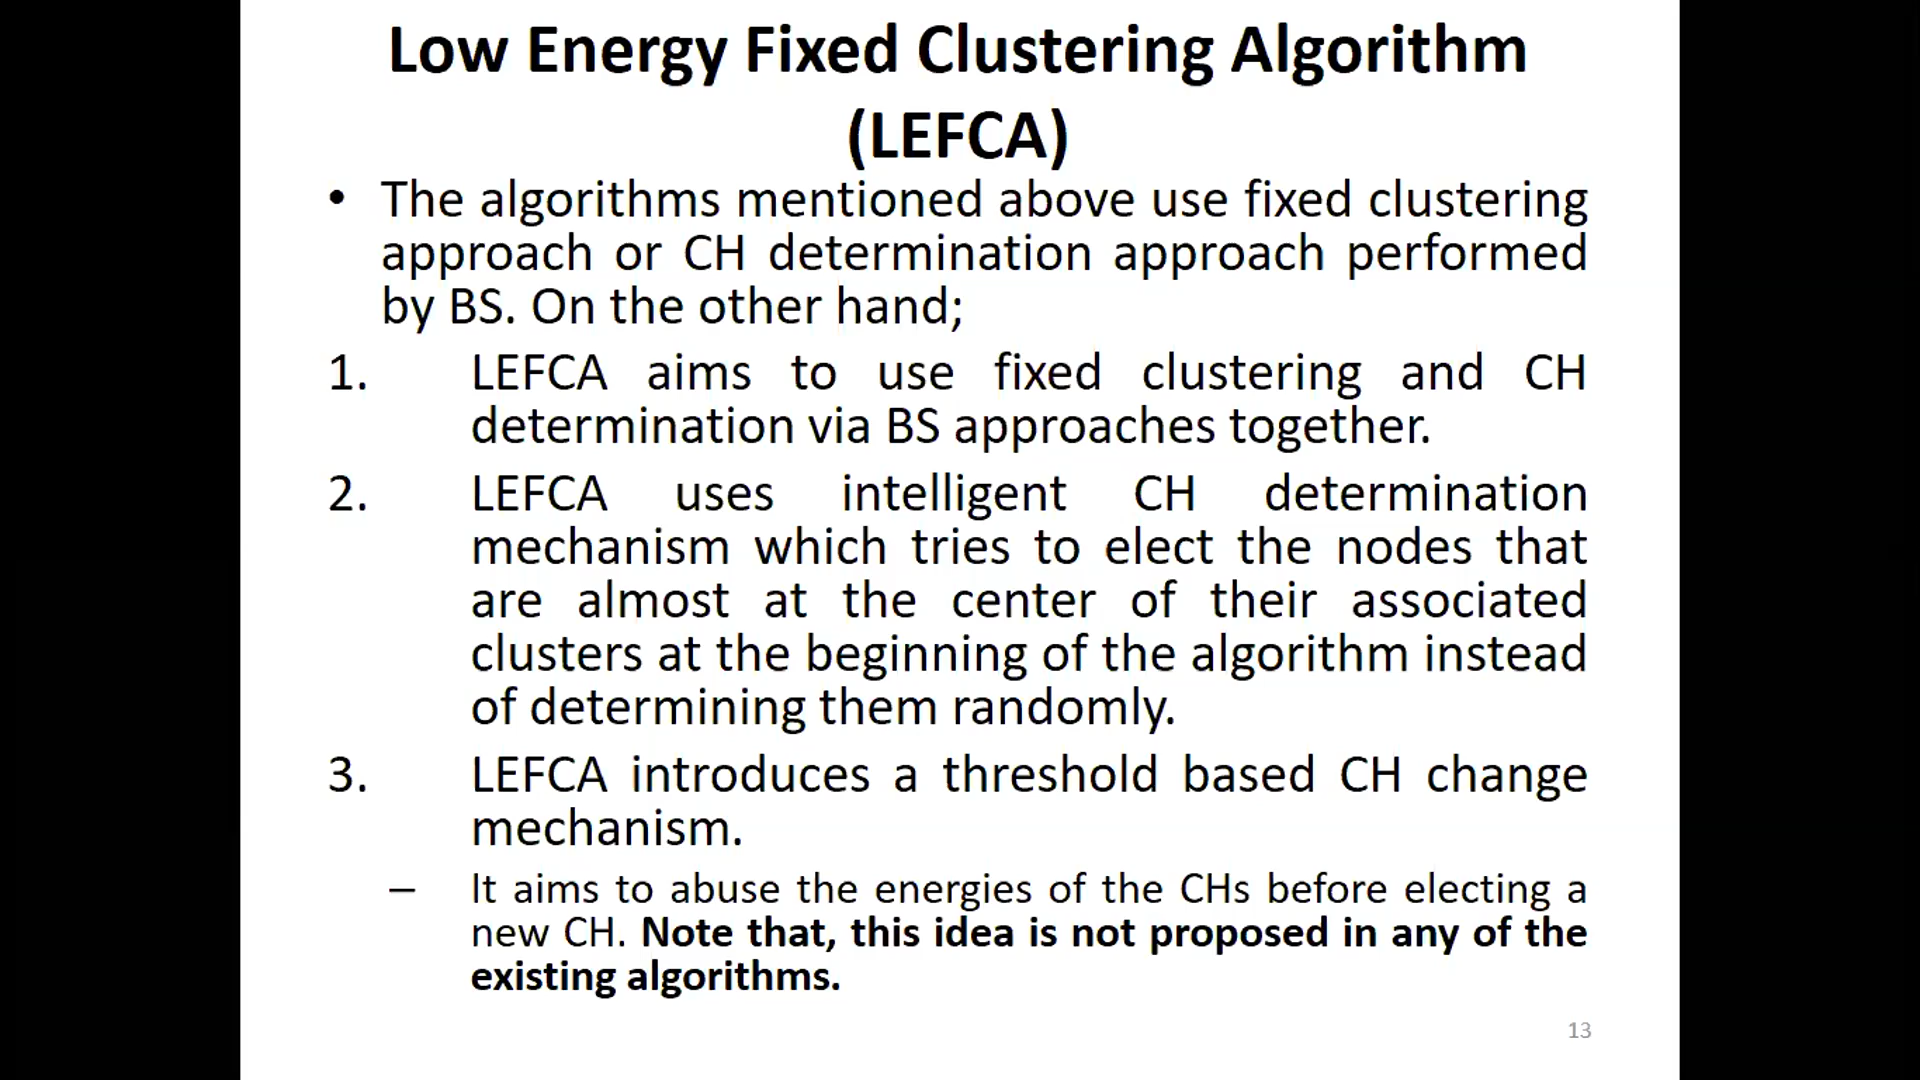 Low Energy Fixed Clustering Algorithm
(LEFCA)
• The algorithms mentioned above use fixed clustering
approach or CH determination approach performed
by BS. On the other hand;
1. LEFCA aims to use fixed clustering and CH
determination via BS approaches together.
2. LEFCA uses intelligent CH determination
mechanism which tries to elect the nodes that
are almost at the center of their associated
clusters at the beginning of the algorithm instead
of determining them randomly.
3. LEFCA introduces a threshold based CH change
mechanism.
– It aims to abuse the energies of the CHs before electing a
new CH. Note that, this idea is not proposed in any of the
existing algorithms.
13